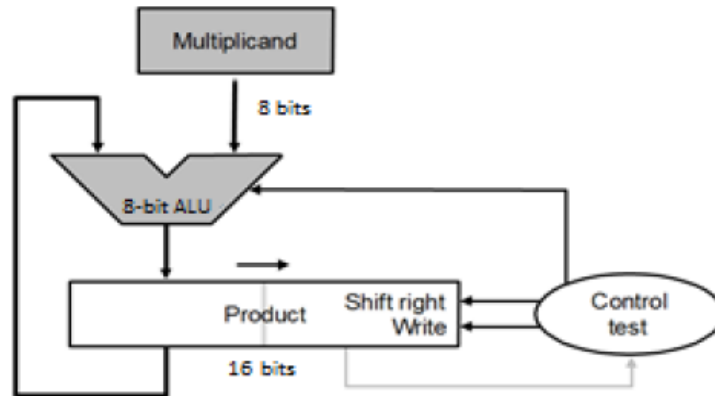 Multiplicand
8 bits
8-bit ALU
Product
Shift right
Write
Control
test
16 bits